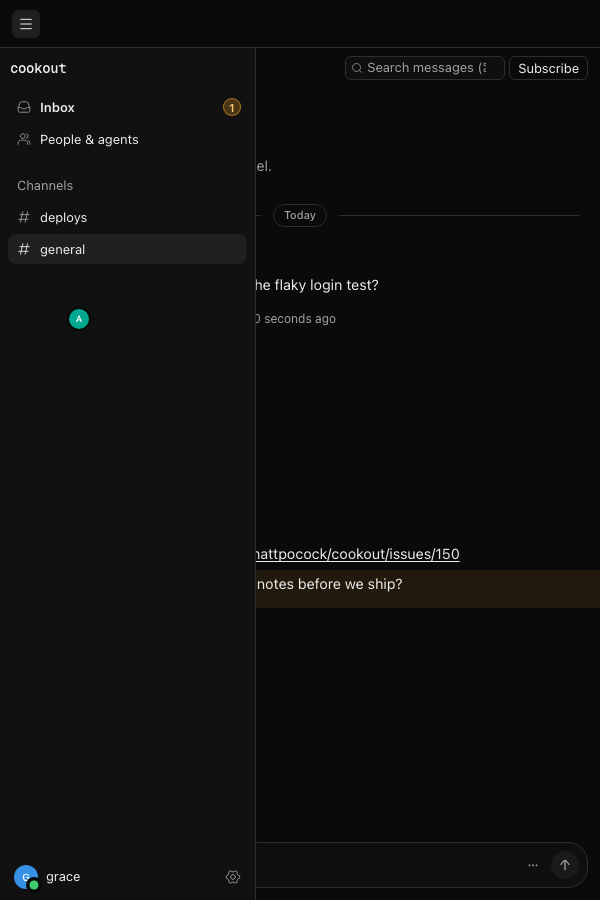 cookout
Search messages (
Subscribe
Inbox
1
People & agents
el.
Channels
Today
deploys
general
he flaky login test?
A
0 seconds ago
nattpocock/cookout/issues/150
notes before we ship?
G
grace